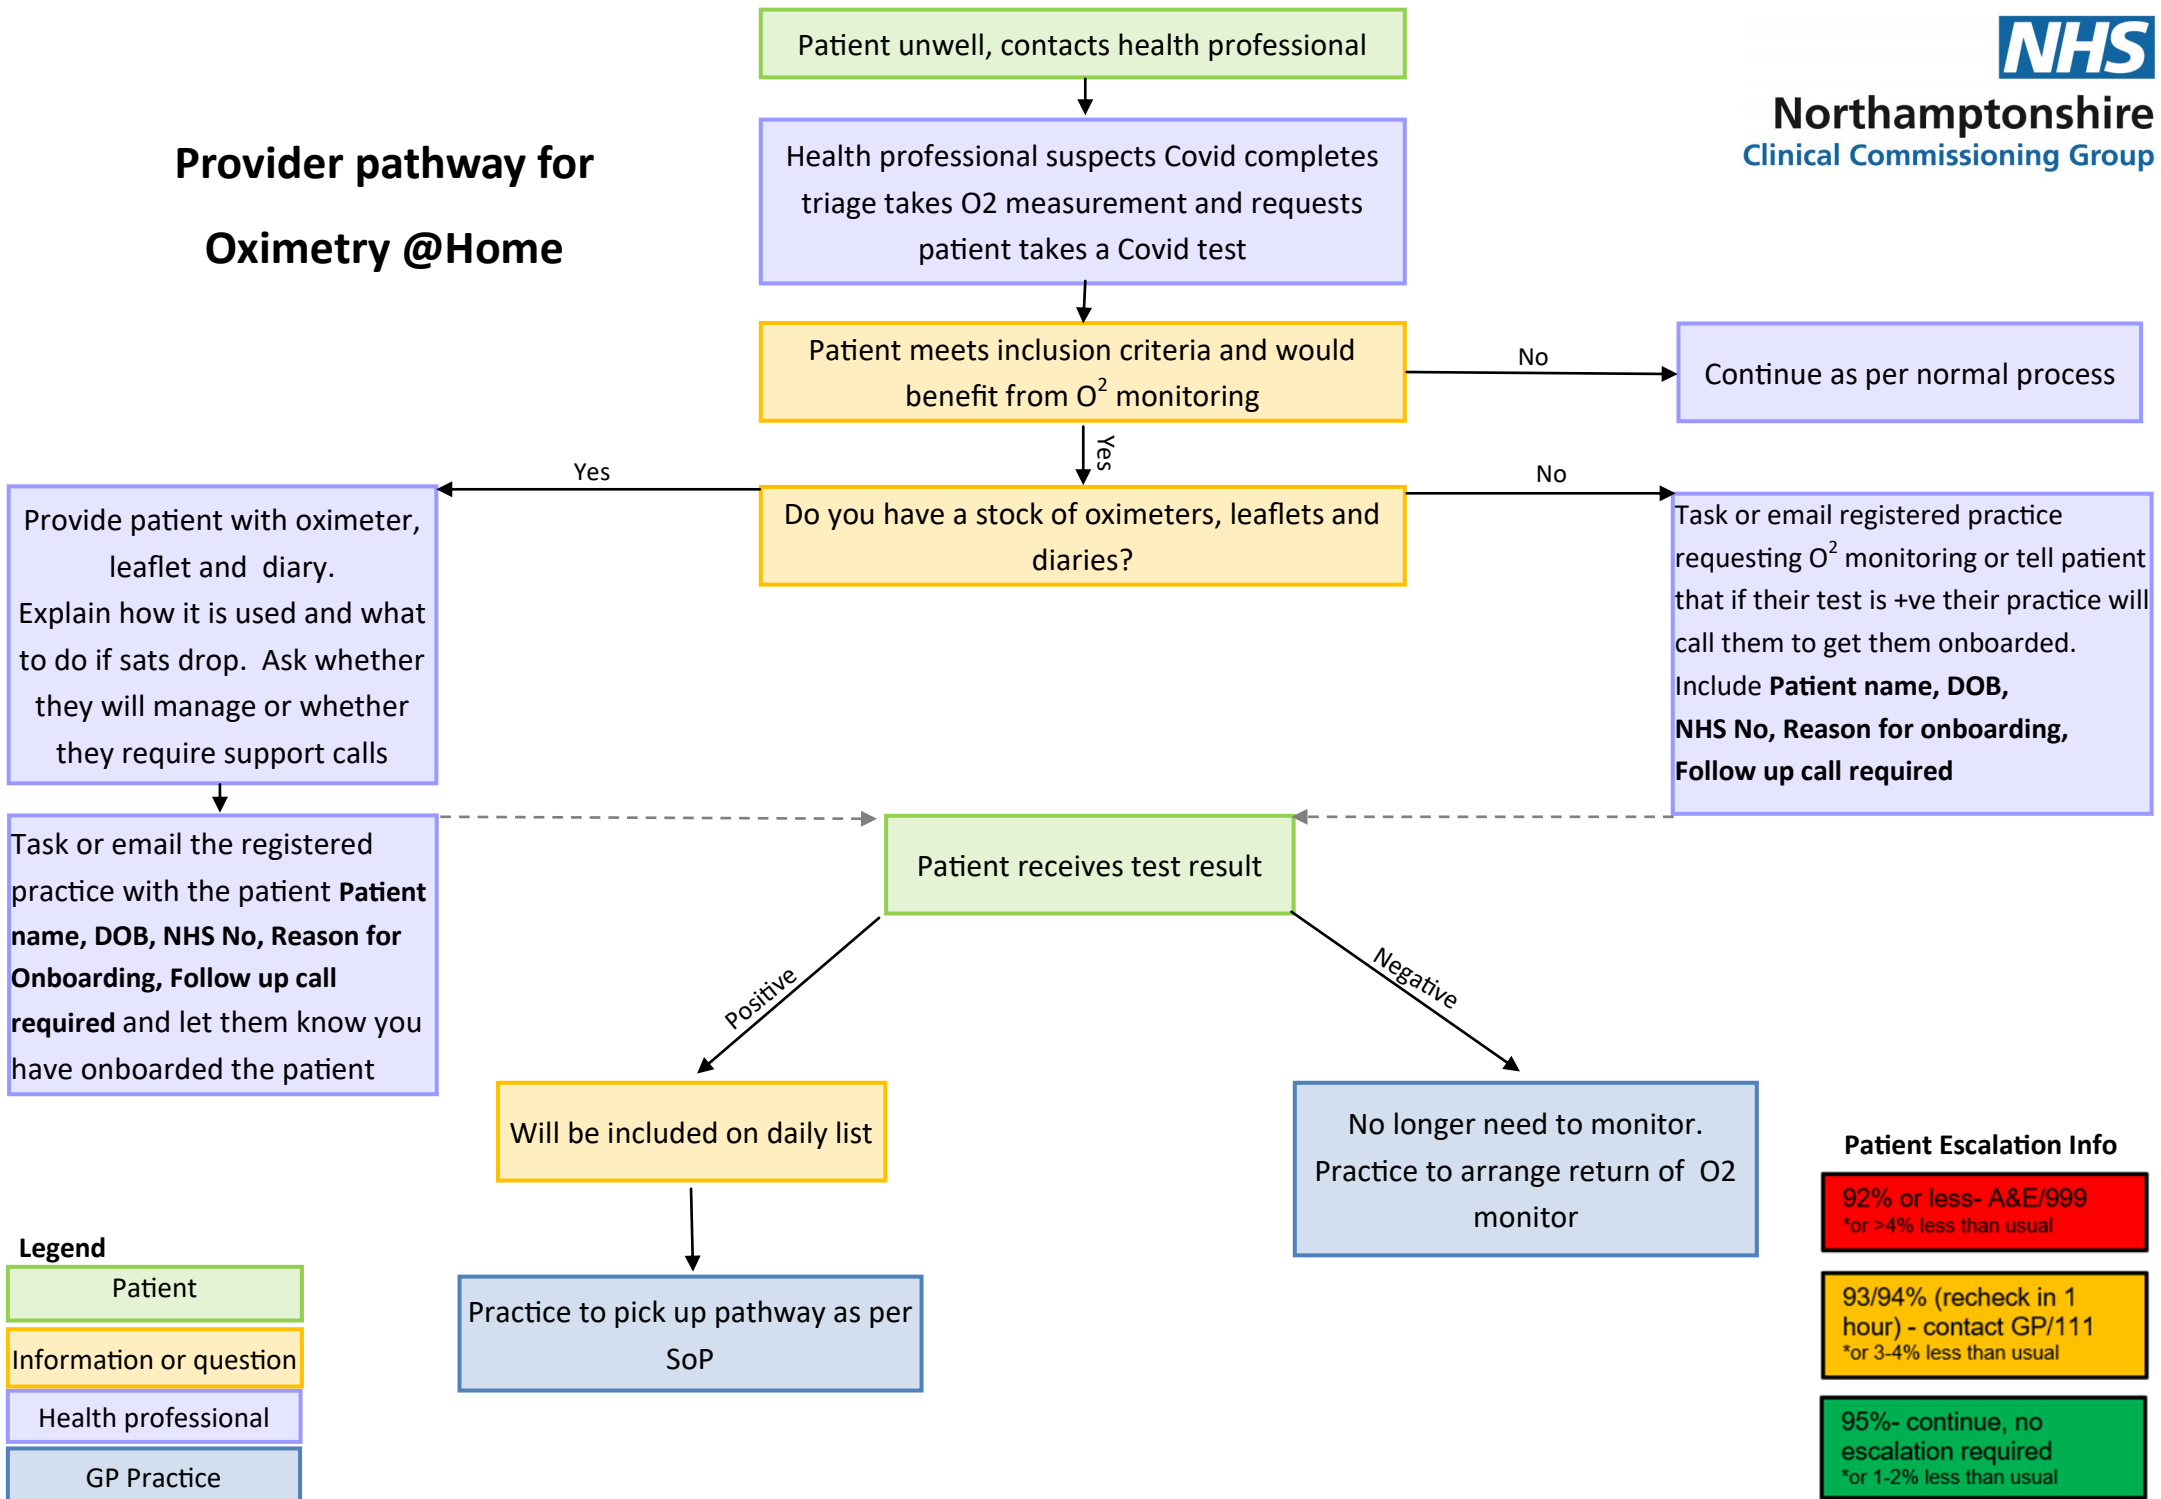 Patient unwell, contacts health professional
NHS
Northamptonshire
Clinical Commissioning Group
Provider pathway for
Oximetry @Home
Health professional suspects Covid completes
triage takes O2 measurement and requests
patient takes a Covid test
Patient meets inclusion criteria and would
benefit from O² monitoring
No
Continue as per normal process
Yes
Do you have a stock of oximeters, leaflets and
diaries?
Yes
No
Provide patient with oximeter,
leaflet and  diary.
Explain how it is used and what
to do if sats drop.  Ask whether
they will manage or whether
they require support calls
Task or email registered practice
requesting O² monitoring or tell patient
that if their test is +ve their practice will
call them to get them onboarded.
Include Patient name, DOB,
NHS No, Reason for onboarding,
Follow up call required
Task or email the registered
practice with the patient Patient
name, DOB, NHS No, Reason for
Onboarding, Follow up call
required and let them know you
have onboarded the patient
Patient receives test result
Positive
Negative
Will be included on daily list
No longer need to monitor.
Practice to arrange return of  O2
monitor
Practice to pick up pathway as per
SoP
Legend
Patient
Information or question
Health professional
GP Practice
Patient Escalation Info
92% or less- A&E/999
*or >4% less than usual
93/94% (recheck in 1
hour) - contact GP/111
*or 3-4% less than usual
95%- continue, no
escalation required
*or 1-2% less than usual